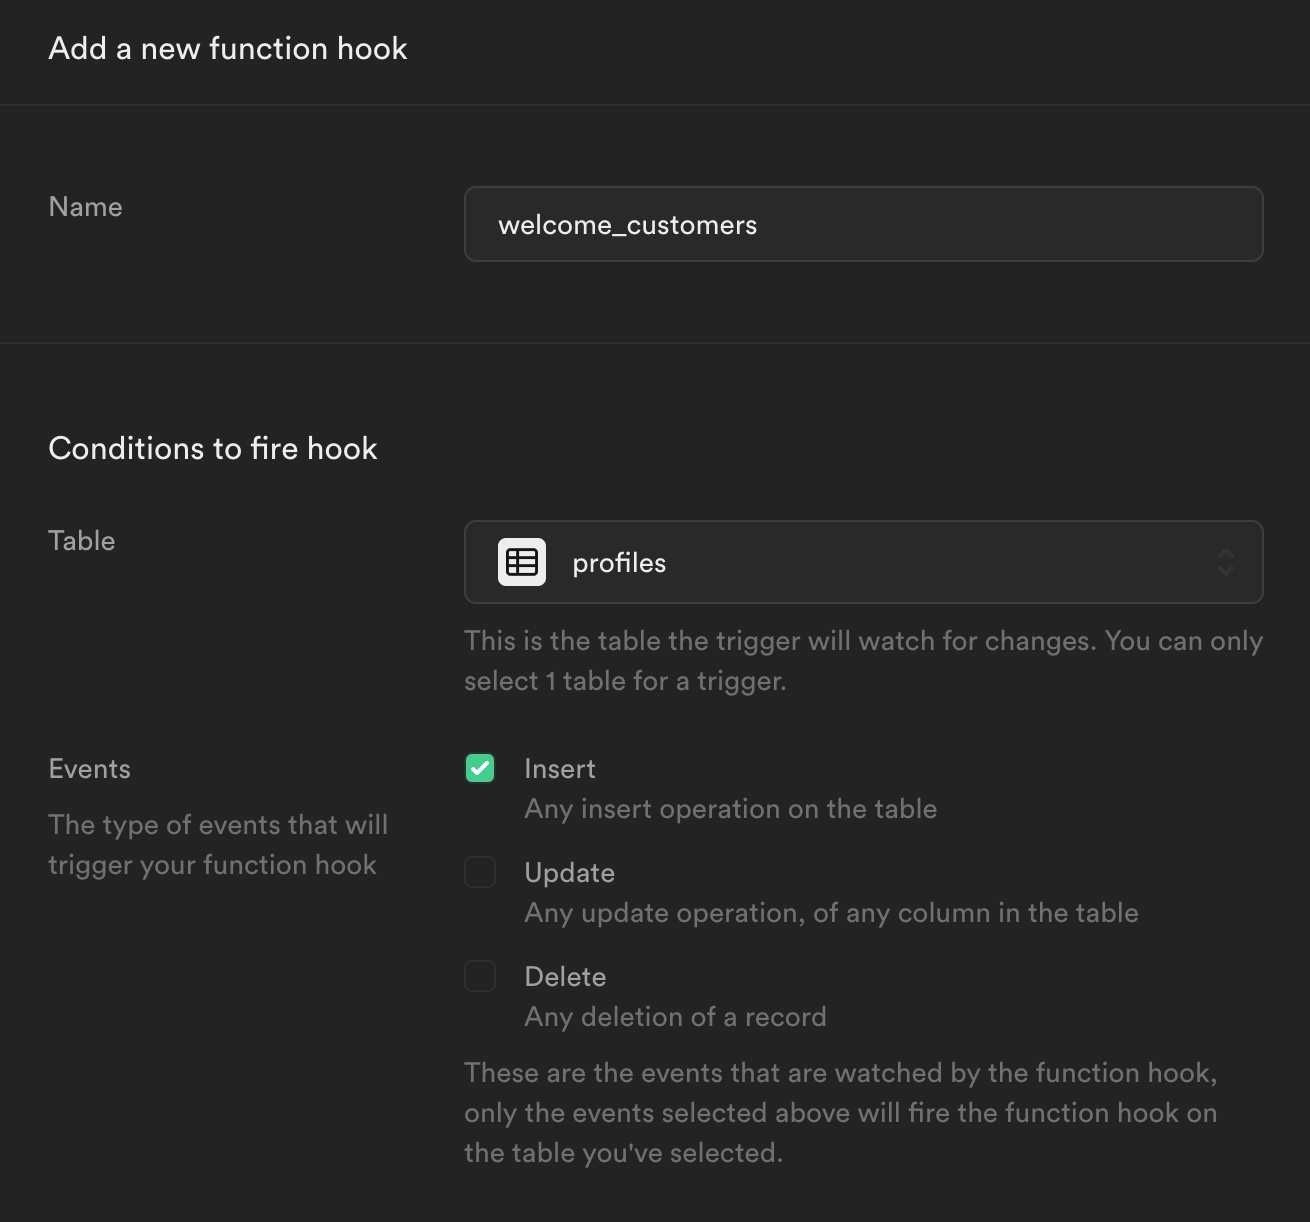 Add a new function hook
Name
welcome_customers
Conditions to fire hook
Table
profiles
This is the table the trigger will watch for changes. You can only
select 1 table for a trigger.
Events
The type of events that will
trigger your function hook
Insert
Any insert operation on the table
Update
Any update operation, of any column in the table
Delete
Any deletion of a record
These are the events that are watched by the function hook,
only the events selected above will fire the function hook on
the table you've selected.